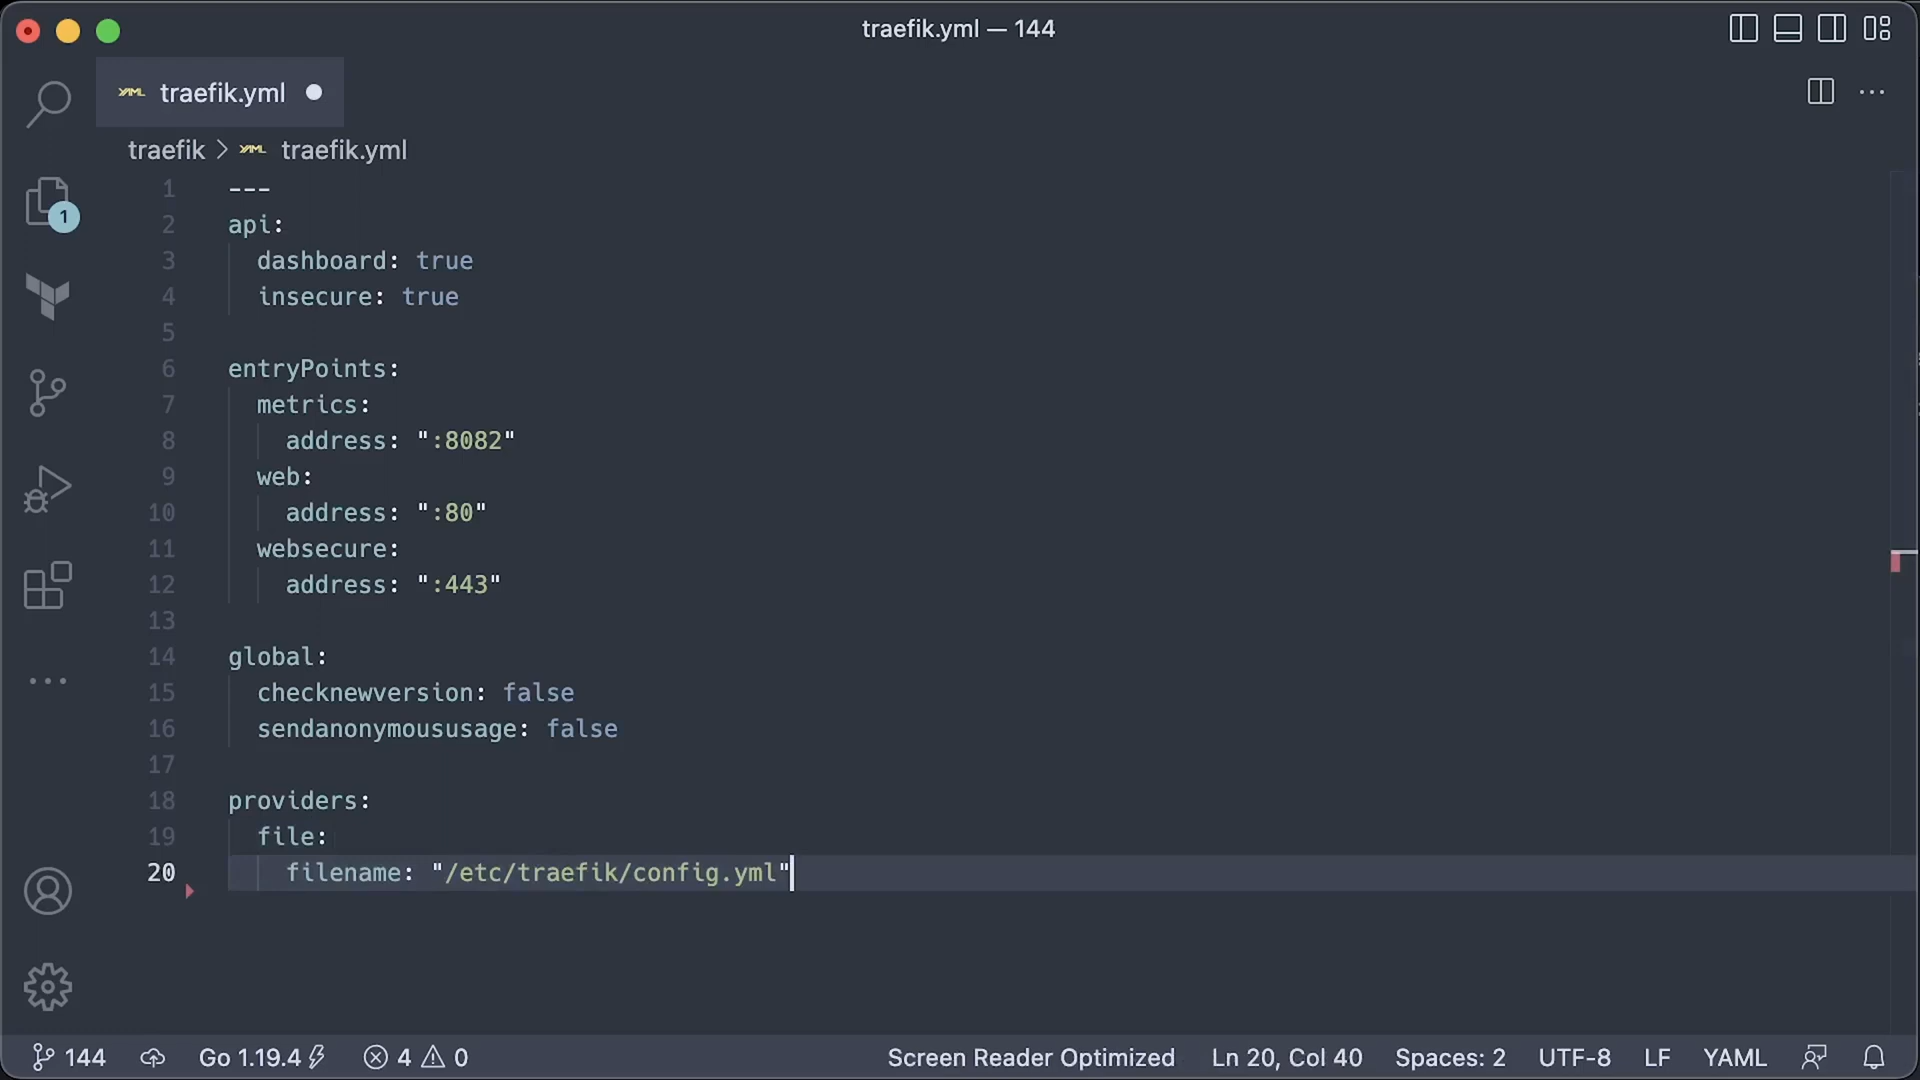 traefik.yml — 144
YAML traefik.yml
traefik > YAML traefik.yml
1 ---
2 api:
3 dashboard: true
4 insecure: true
5
6 entryPoints:
7 metrics:
8 address: ":8082"
9 web:
10 address: ":80"
11 websecure:
12 address: ":443"
13
14 global:
15 checknewversion: false
16 sendanonymoususage: false
17
18 providers:
19 file:
20 filename: "/etc/traefik/config.yml"
1
144 Go 1.19.4 4 0 Screen Reader Optimized Ln 20, Col 40 Spaces: 2 UTF-8 LF YAML